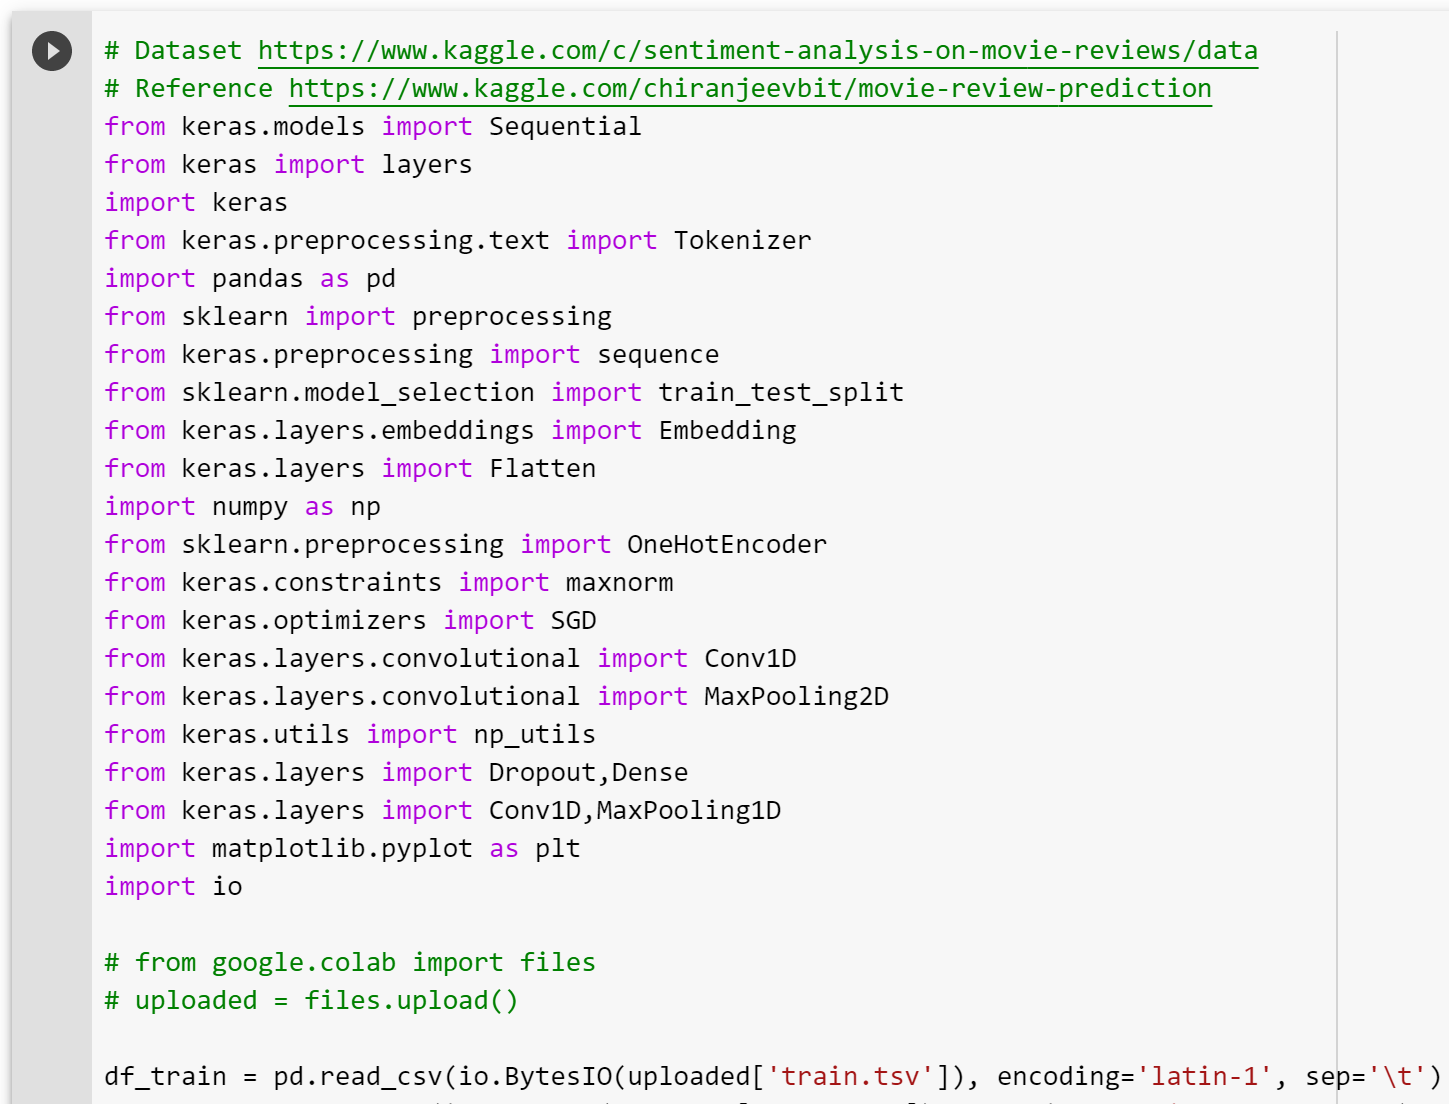 # Dataset https://www.kaggle.com/c/sentiment-analysis-on-movie-reviews/data
# Reference https://www.kaggle.com/chiranjeevbit/movie-review-prediction
from keras.models import Sequential
from keras import layers
import keras
from keras.preprocessing.text import Tokenizer
import pandas as pd
from sklearn import preprocessing
from keras.preprocessing import sequence
from sklearn.model_selection import train_test_split
from keras.layers.embeddings import Embedding
from keras.layers import Flatten
import numpy as np
from sklearn.preprocessing import OneHotEncoder
from keras.constraints import maxnorm
from keras.optimizers import SGD
from keras.layers.convolutional import Conv1D
from keras.layers.convolutional import MaxPooling2D
from keras.utils import np_utils
from keras.layers import Dropout,Dense
from keras.layers import Conv1D,MaxPooling1D
import matplotlib.pyplot as plt
import io

# from google.colab import files
# uploaded = files.upload()

df_train = pd.read_csv(io.BytesIO(uploaded['train.tsv']), encoding='latin-1', sep='\t')